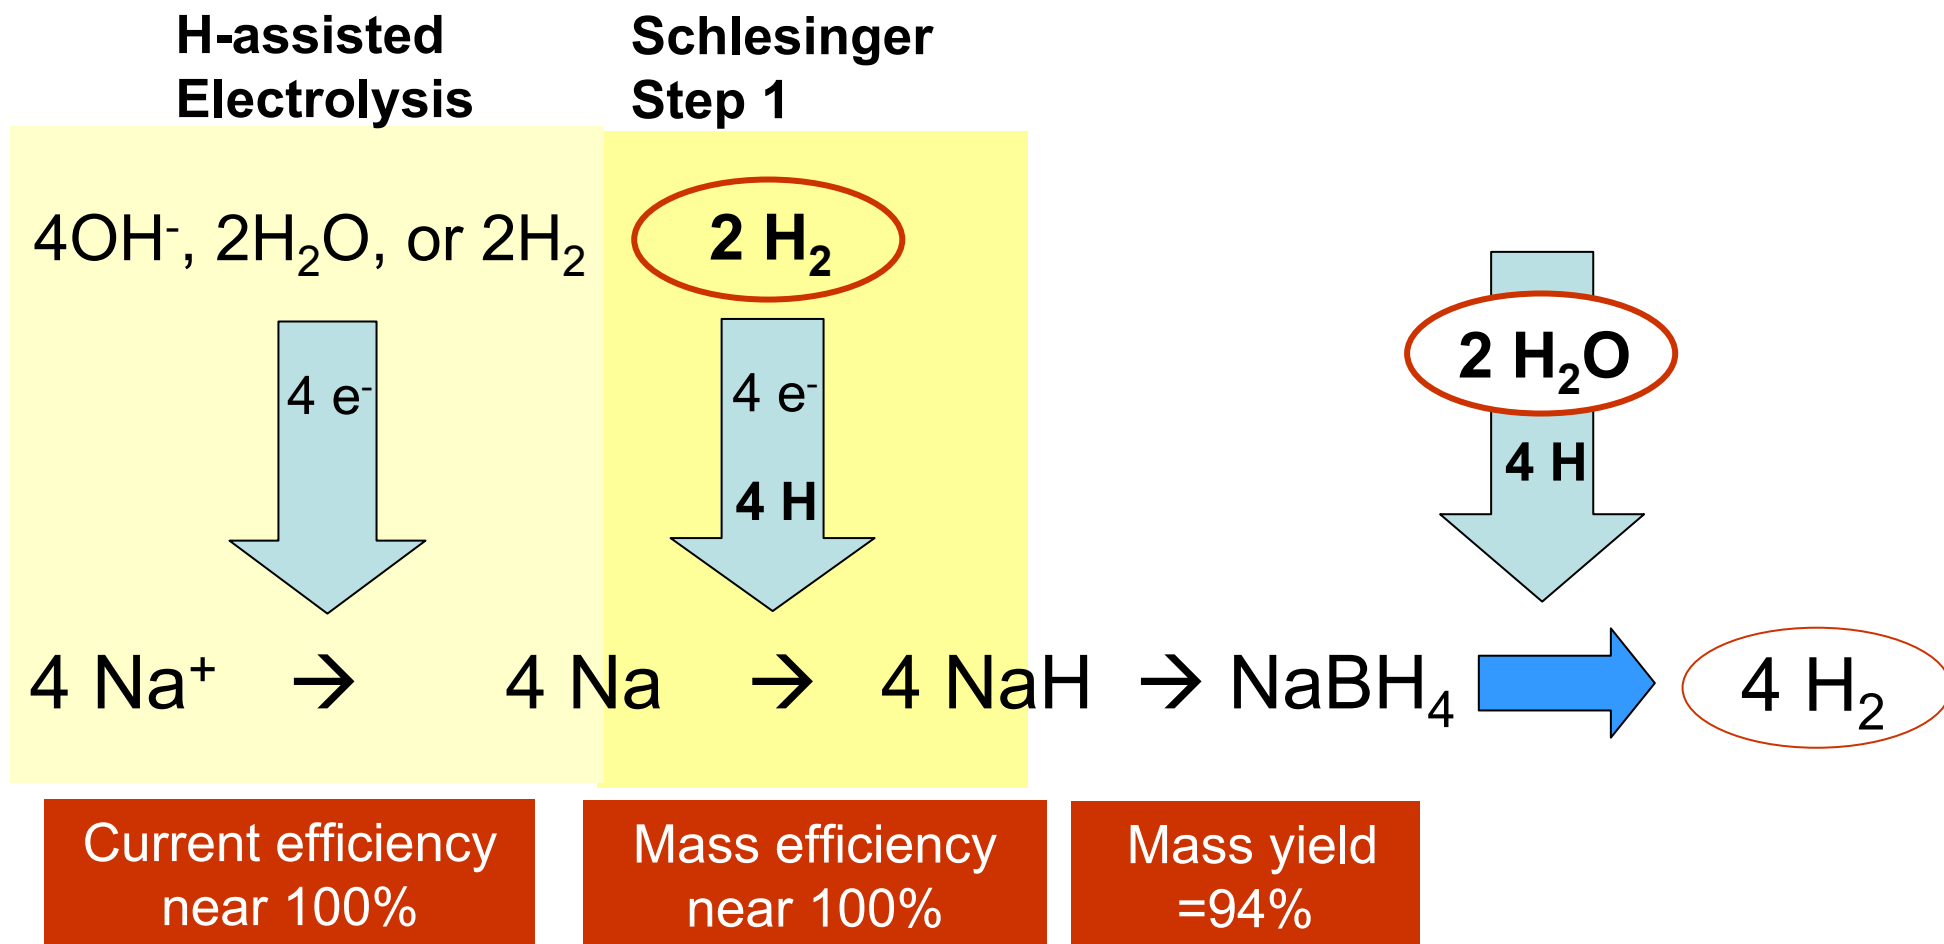 H-assisted
Electrolysis
Schlesinger
Step 1
4OH⁻, 2H₂O, or 2H₂
2 H₂
2 H₂O
4 e⁻
4 e⁻
4 H
4 H
4 Na⁺ → 4 Na → 4 NaH → NaBH₄ 4 H₂
Current efficiency
near 100%
Mass efficiency
near 100%
Mass yield
=94%